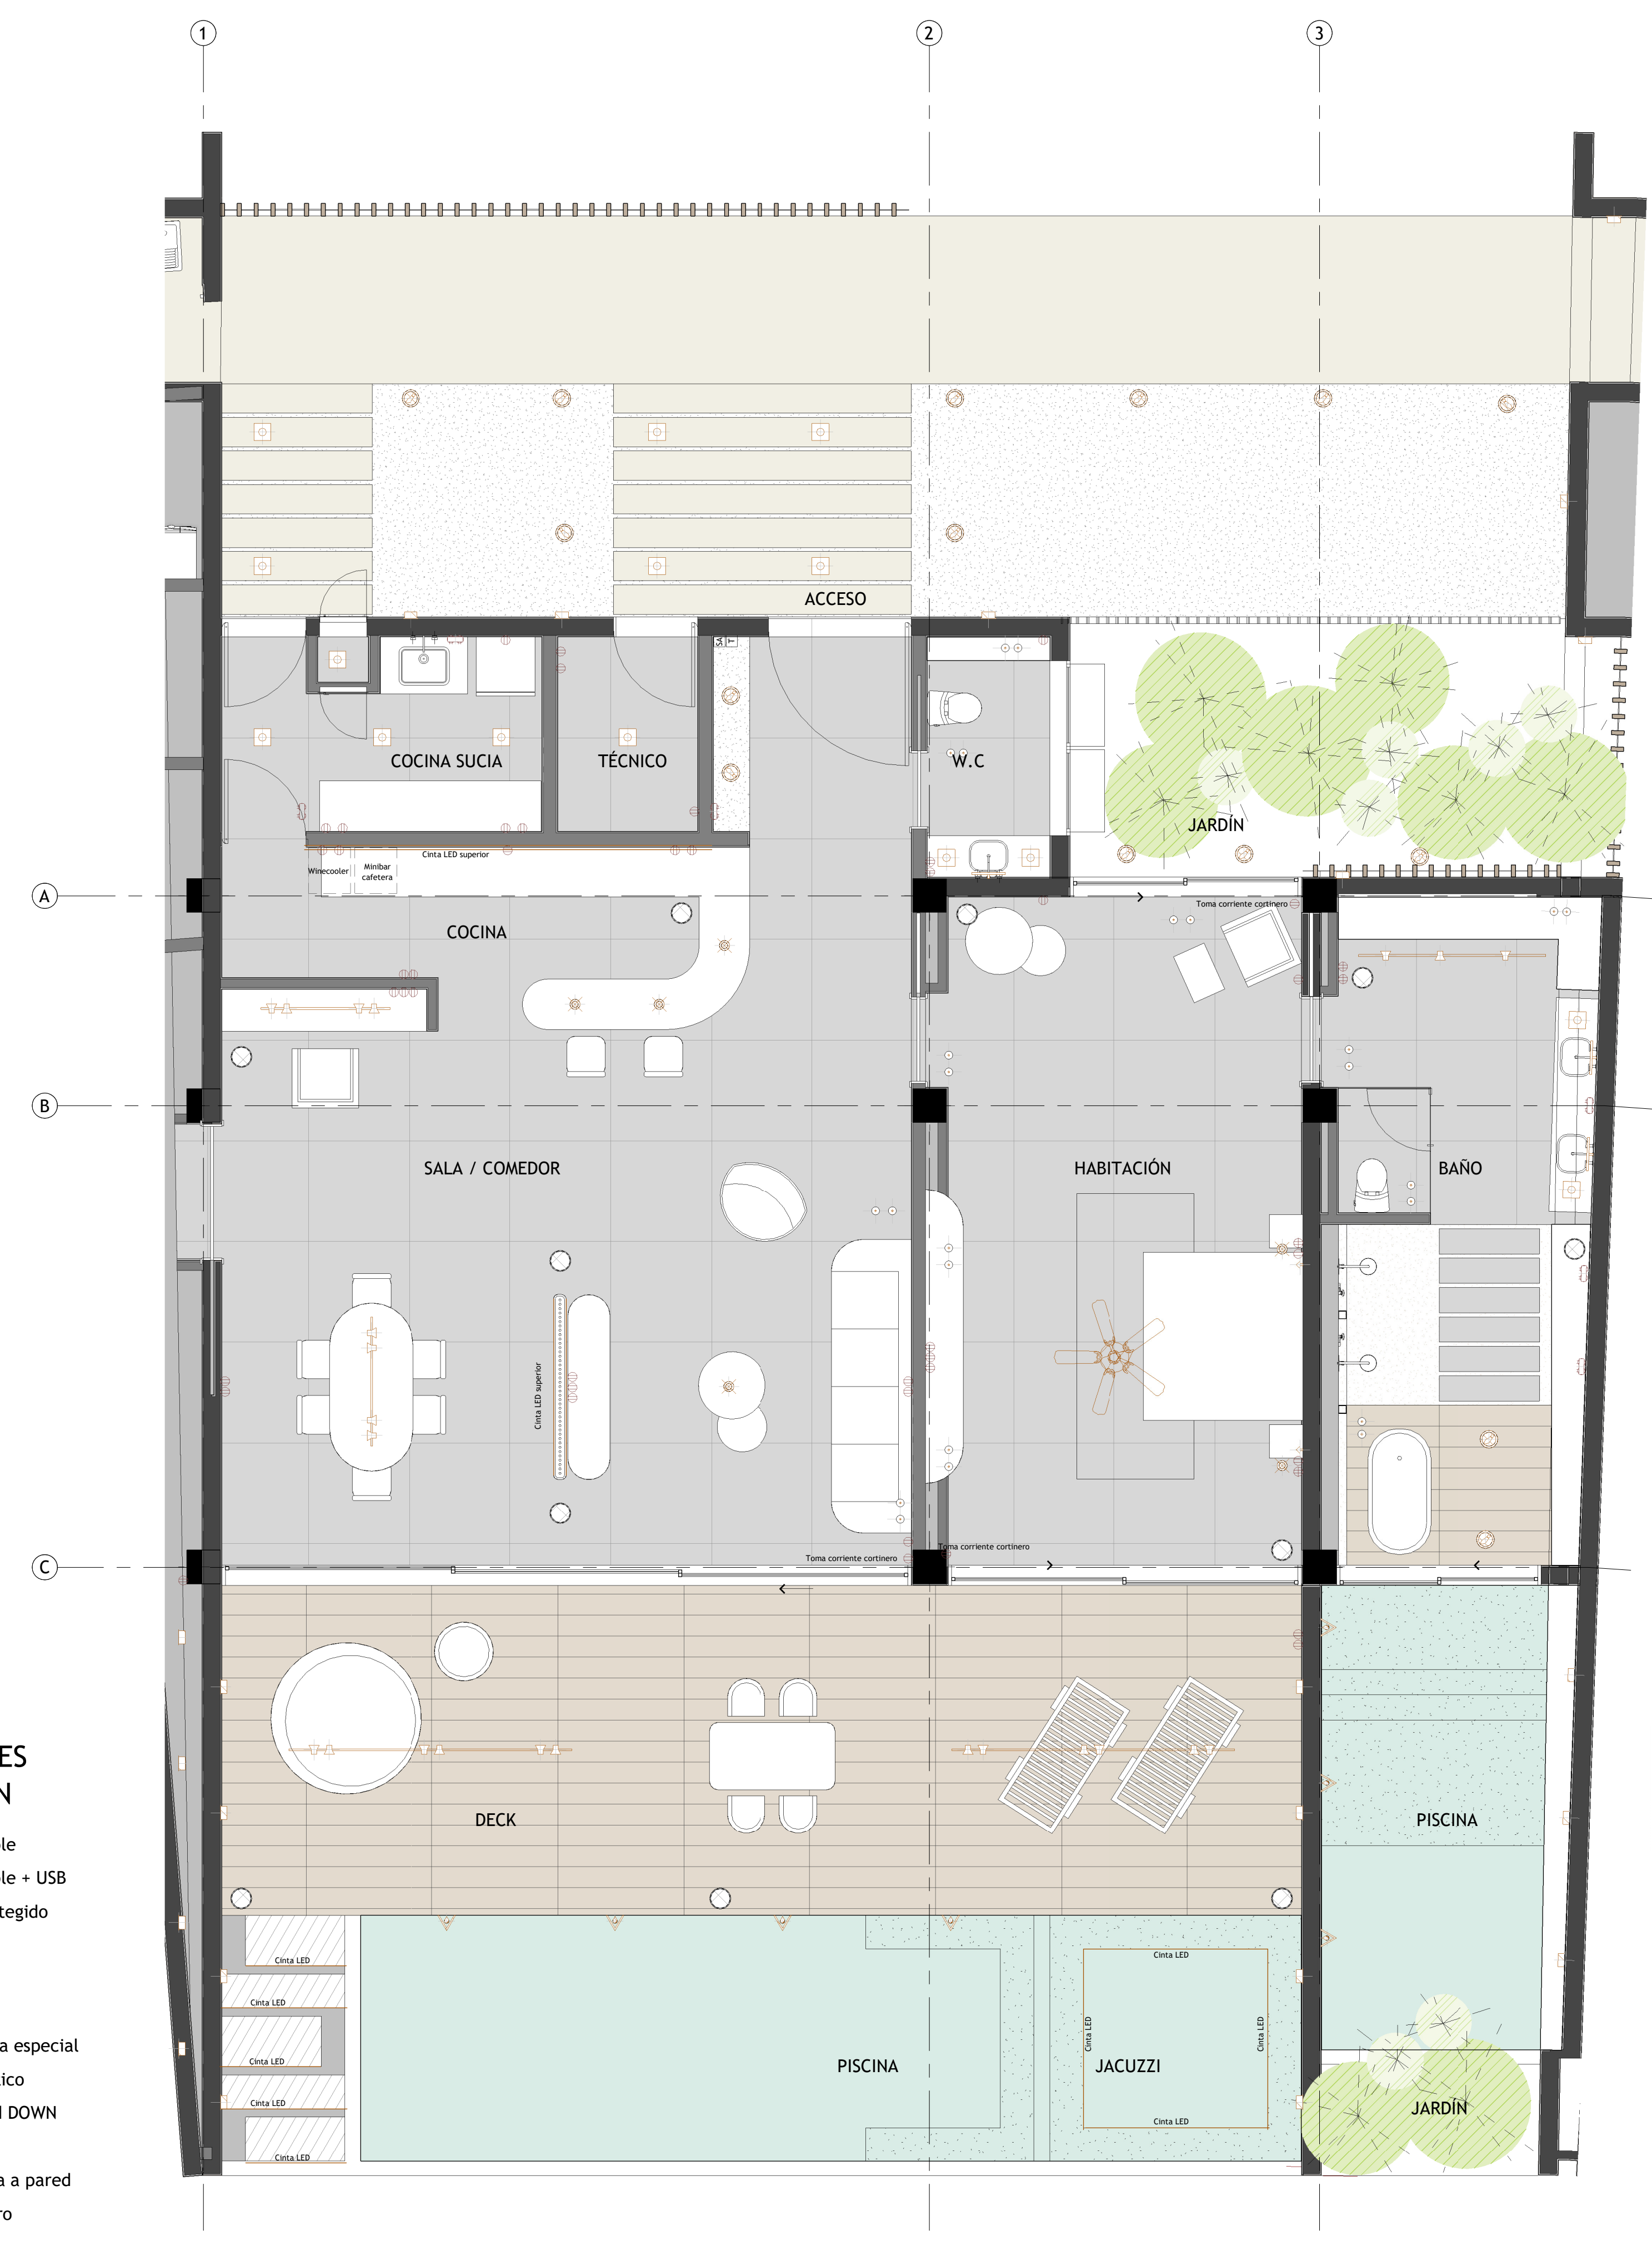 1
2
3
ACCESO
SA
T
COCINA SUCIA
TÉCNICO
W.C
JARDÍN
Cinta LED superior
Winecooler
Minibar
cafetera
A
Toma corriente cortinero
COCINA
B
SALA / COMEDOR
HABITACIÓN
BAÑO
Cinta LED superior
Toma corriente cortinero
Toma corriente cortinero
C
ES
N
DECK
PISCINA
le
le + USB
tegido
Cinta LED
Cinta LED
Cinta LED
Cinta LED
Cinta LED
Cinta LED
Cinta LED
Cinta LED
Cinta LED
PISCINA
JACUZZI
JARDÍN
a especial
ico
DOWN
a a pared
ro